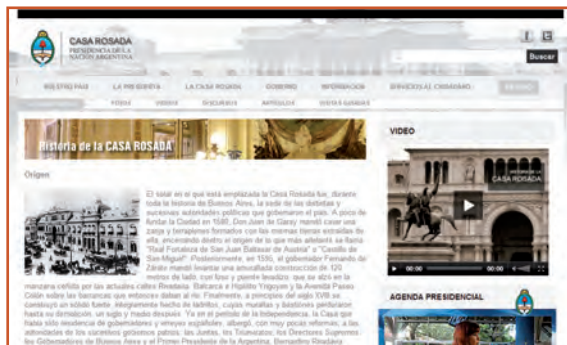 CASA ROSADA
PRESIDENCIA DE LA
NACIÓN ARGENTINA
Buscar
NUESTRO PAÍS LA PRESIDENTA LA CASA ROSADA GOBIERNO INFORMACIÓN SERVICIOS AL CIUDADANO
FOTOS VIDEOS DISCURSOS ARTÍCULOS VISITAS GUIADAS
Historia de la CASA ROSADA
Origen
El solar en el que está emplazada la Casa Rosada fue, durante
toda la historia de Buenos Aires, la sede de las distintas y
sucesivas autoridades políticas que gobernaron el país. A poco de
fundar la Ciudad en 1580, Don Juan de Garay mandó cavar una
zanja y terraplenes formados con las mismas tierras extraídas de
ella, encerrando dentro el origen de lo que más adelante se llamó
"Real Fortaleza de San Juan Baltasar de Austria" o "Castillo de
San Miguel". Posteriormente, en 1595, el gobernador Fernando de
Zárate mandó levantar una amurallada construcción de 120
metros de lado, con foso y puente levadizo, que se alzó en la
manzana ceñida por las actuales calles Rivadavia, Balcarce e Hipólito Yrigoyen y la Avenida Paseo
Colón sobre las barrancas que entonces daban al río. Finalmente, a principios del siglo XVIII se
construyó un sólido fuerte, íntegramente hecho de ladrillos, cuyas murallas y bastiones perduraron
hasta su demolición, un siglo y medio después. Ya en el período de la Independencia, la Casa que
había sido residencia de gobernadores y virreyes españoles, albergó, con muy pocas reformas, a las
autoridades de los sucesivos gobiernos patrios, las Juntas, los Triunviratos, los Directores Supremos,
los Gobernadores de Buenos Aires y el Primer Presidente de la Argentina, Bernardino Rivadavia
VIDEO
CASA ROSADA
00:00 00:00
AGENDA PRESIDENCIAL